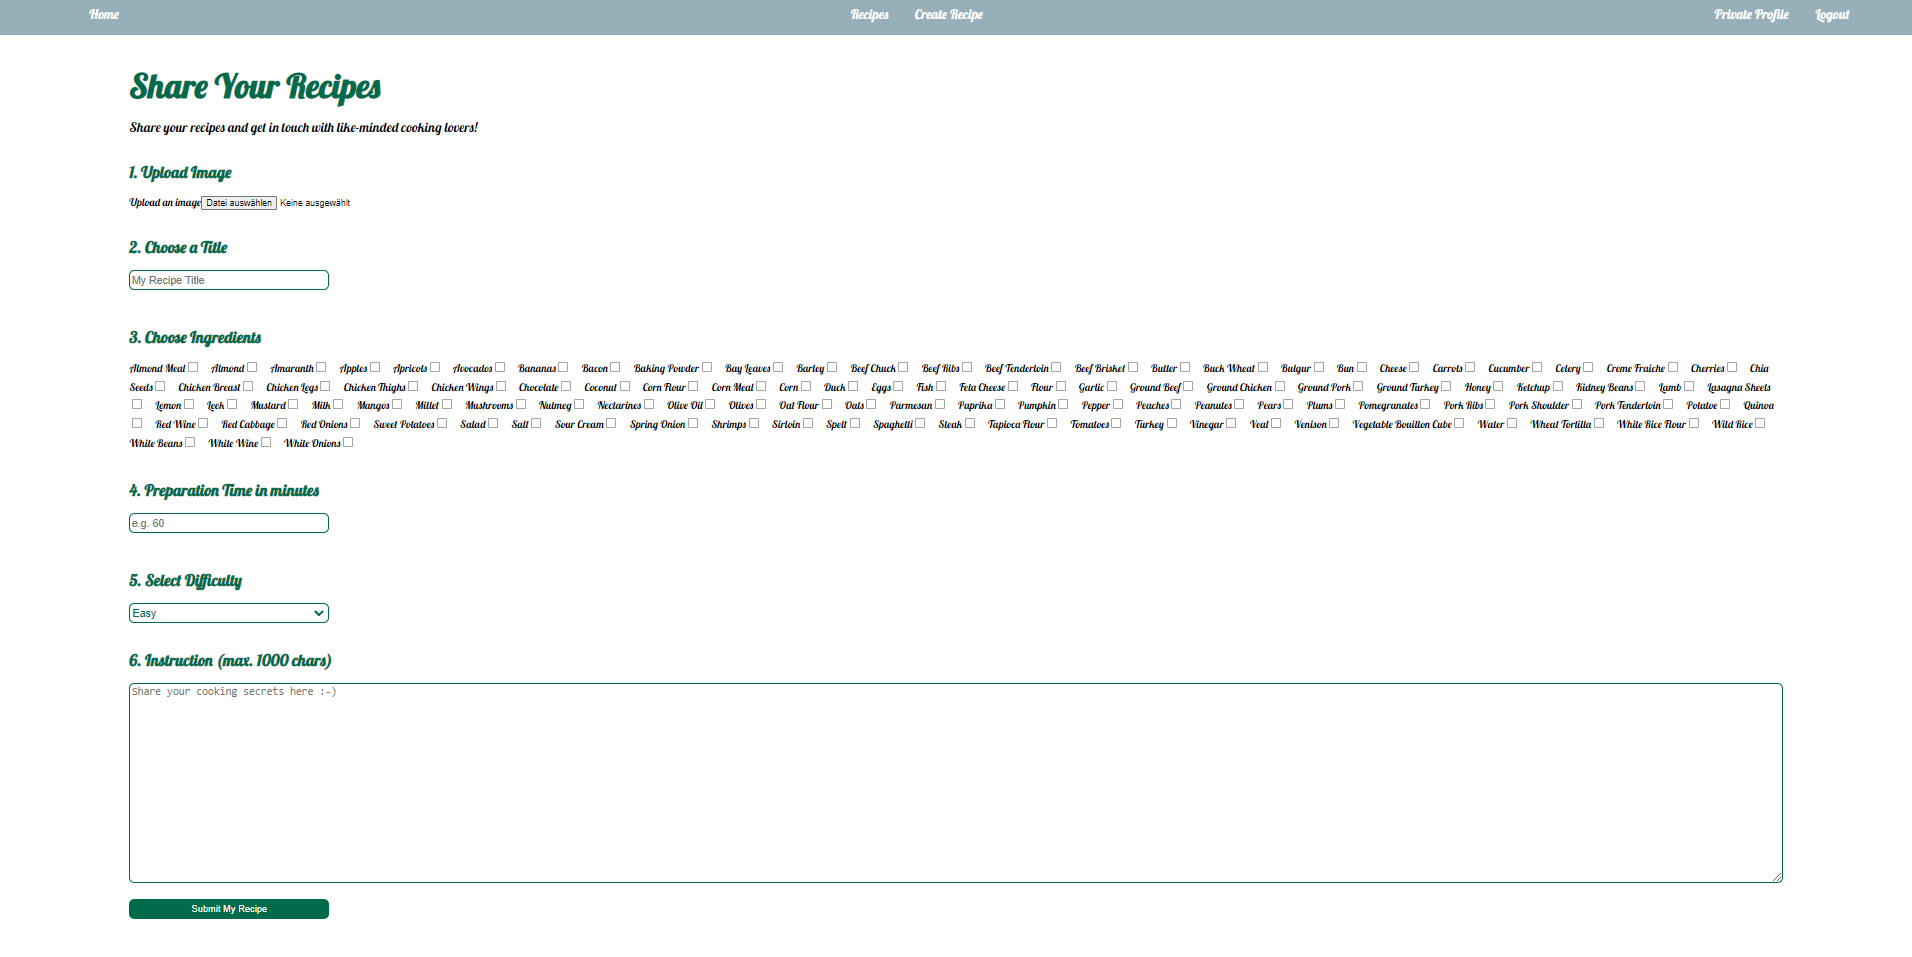 Home Recipes Create Recipe Private Profile Logout
Share Your Recipes
Share your recipes and get in touch with like-minded cooking lovers!
1. Upload Image
Upload an image Datei auswählen Keine ausgewählt
2. Choose a Title
My Recipe Title
3. Choose Ingredients
Almond Meal Almond Amaranth Apples Apricots Avocados Bananas Bacon Baking Powder Bay Leaves Barley Beef Chuck Beef Ribs Beef Tenderloin Beef Brisket Butter Buck Wheat Bulgur Bun Cheese Carrots Cucumber Celery Creme Fraiche Cherries Chia
Seeds Chicken Breast Chicken Legs Chicken Thighs Chicken Wings Chocolate Coconut Corn Flour Corn Meal Corn Duck Eggs Fish Feta Cheese Flour Garlic Ground Beef Ground Chicken Ground Pork Ground Turkey Honey Ketchup Kidney Beans Lamb Lasagna Sheets
Lemon Leek Mustard Milk Mangos Millet Mushrooms Nutmeg Nectarines Olive Oil Olives Oat Flour Oats Parmesan Paprika Pumpkin Pepper Peaches Peanutes Pears Plums Pomegranates Pork Ribs Pork Shoulder Pork Tenderloin Potatoe Quinoa
Red Wine Red Cabbage Red Onions Sweet Potatoes Salad Salt Sour Cream Spring Onion Shrimps Sirloin Spelt Spaghetti Steak Tapioca Flour Tomatoes Turkey Vinegar Veal Venison Vegetable Bouillon Cube Water Wheat Tortilla White Rice Flour Wild Rice
White Beans White Wine White Onions
4. Preparation Time in minutes
e.g. 60
5. Select Difficulty
Easy
6. Instruction (max. 1000 chars)
Share your cooking secrets here :-)
Submit My Recipe